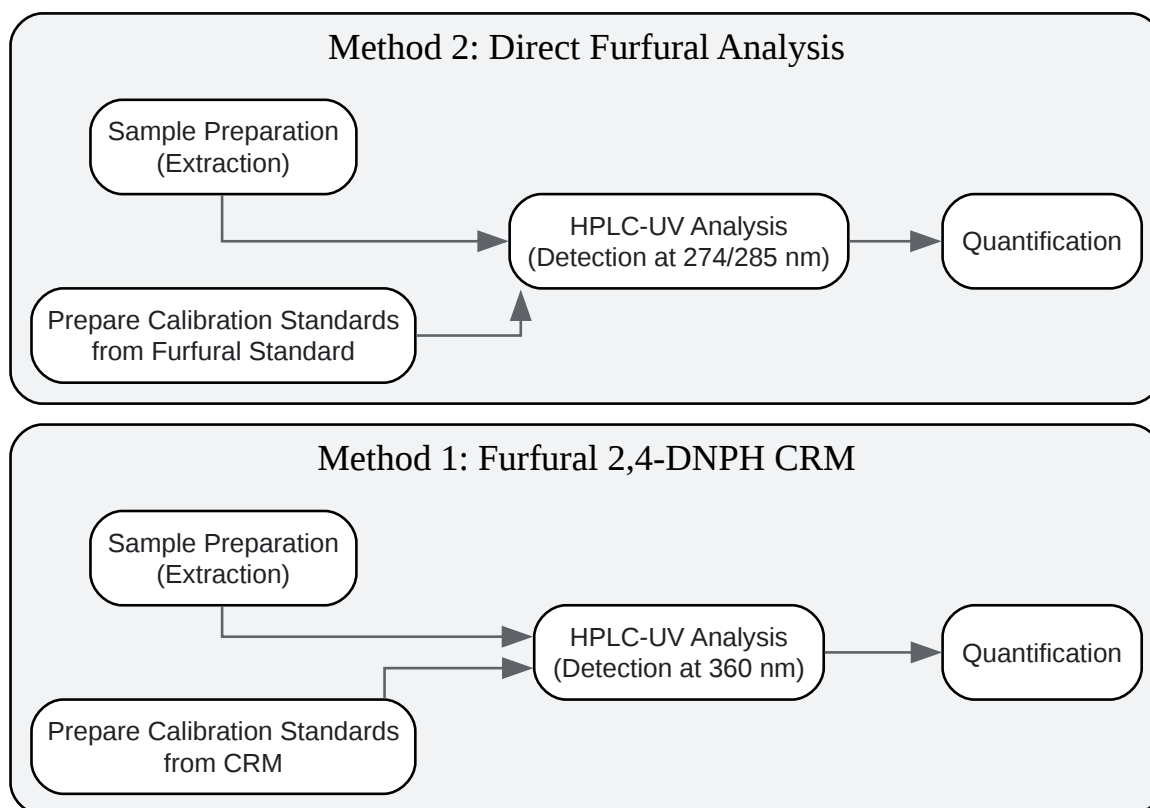 Method 2: Direct Furfural Analysis
Sample Preparation
(Extraction)
HPLC-UV Analysis
(Detection at 274/285 nm)
Quantification
Prepare Calibration Standards
from Furfural Standard
Method 1: Furfural 2,4-DNPH CRM
Sample Preparation
(Extraction)
HPLC-UV Analysis
(Detection at 360 nm)
Quantification
Prepare Calibration Standards
from CRM